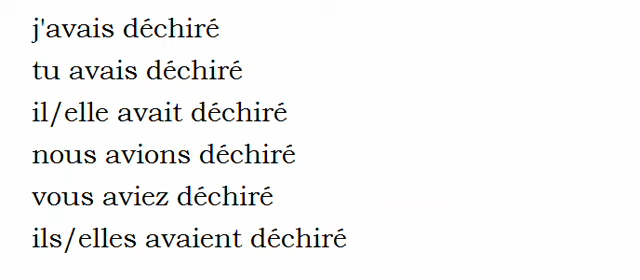 j'avais déchiré
tu avais déchiré
il/elle avait déchiré
nous avions déchiré
vous aviez déchiré
ils/elles avaient déchiré